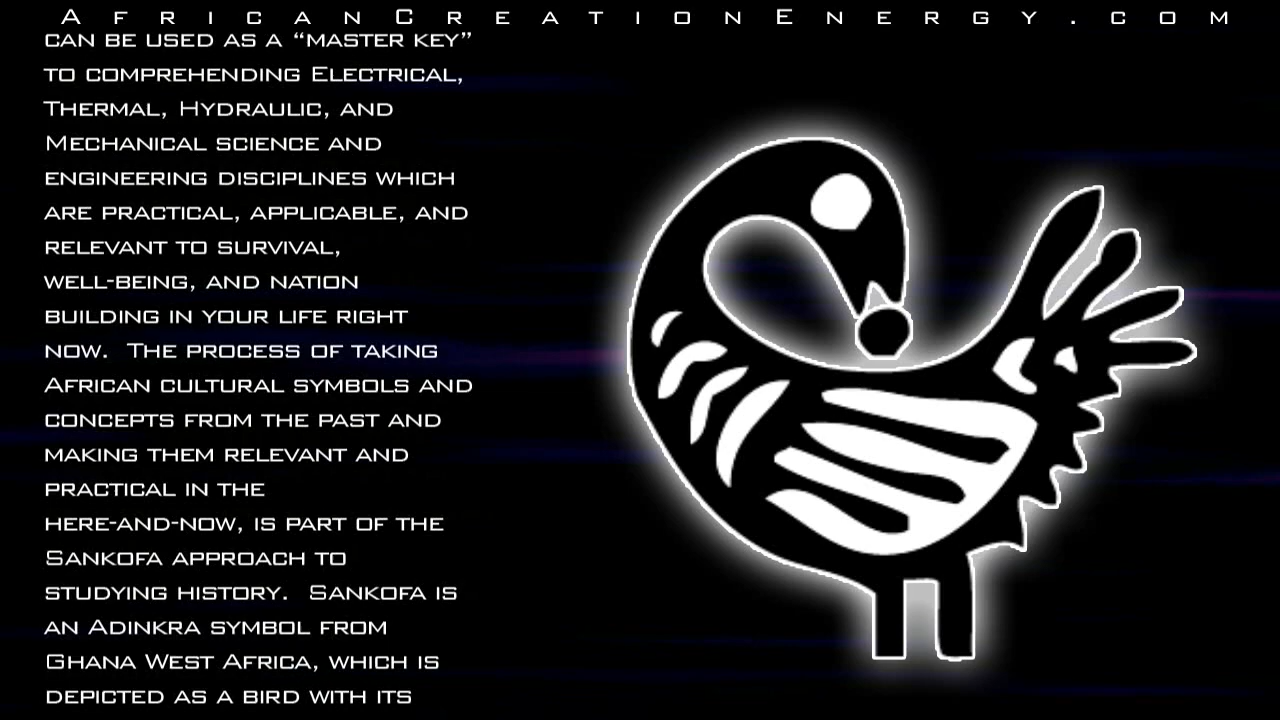 AfricanCreationEnergy.com
can be used as a “master key”
to comprehending Electrical,
Thermal, Hydraulic, and
Mechanical science and
engineering disciplines which
are practical, applicable, and
relevant to survival,
well-being, and nation
building in your life right
now.  The process of taking
African cultural symbols and
concepts from the past and
making them relevant and
practical in the
here-and-now, is part of the
Sankofa approach to
studying history.  Sankofa is
an Adinkra symbol from
Ghana West Africa, which is
depicted as a bird with its